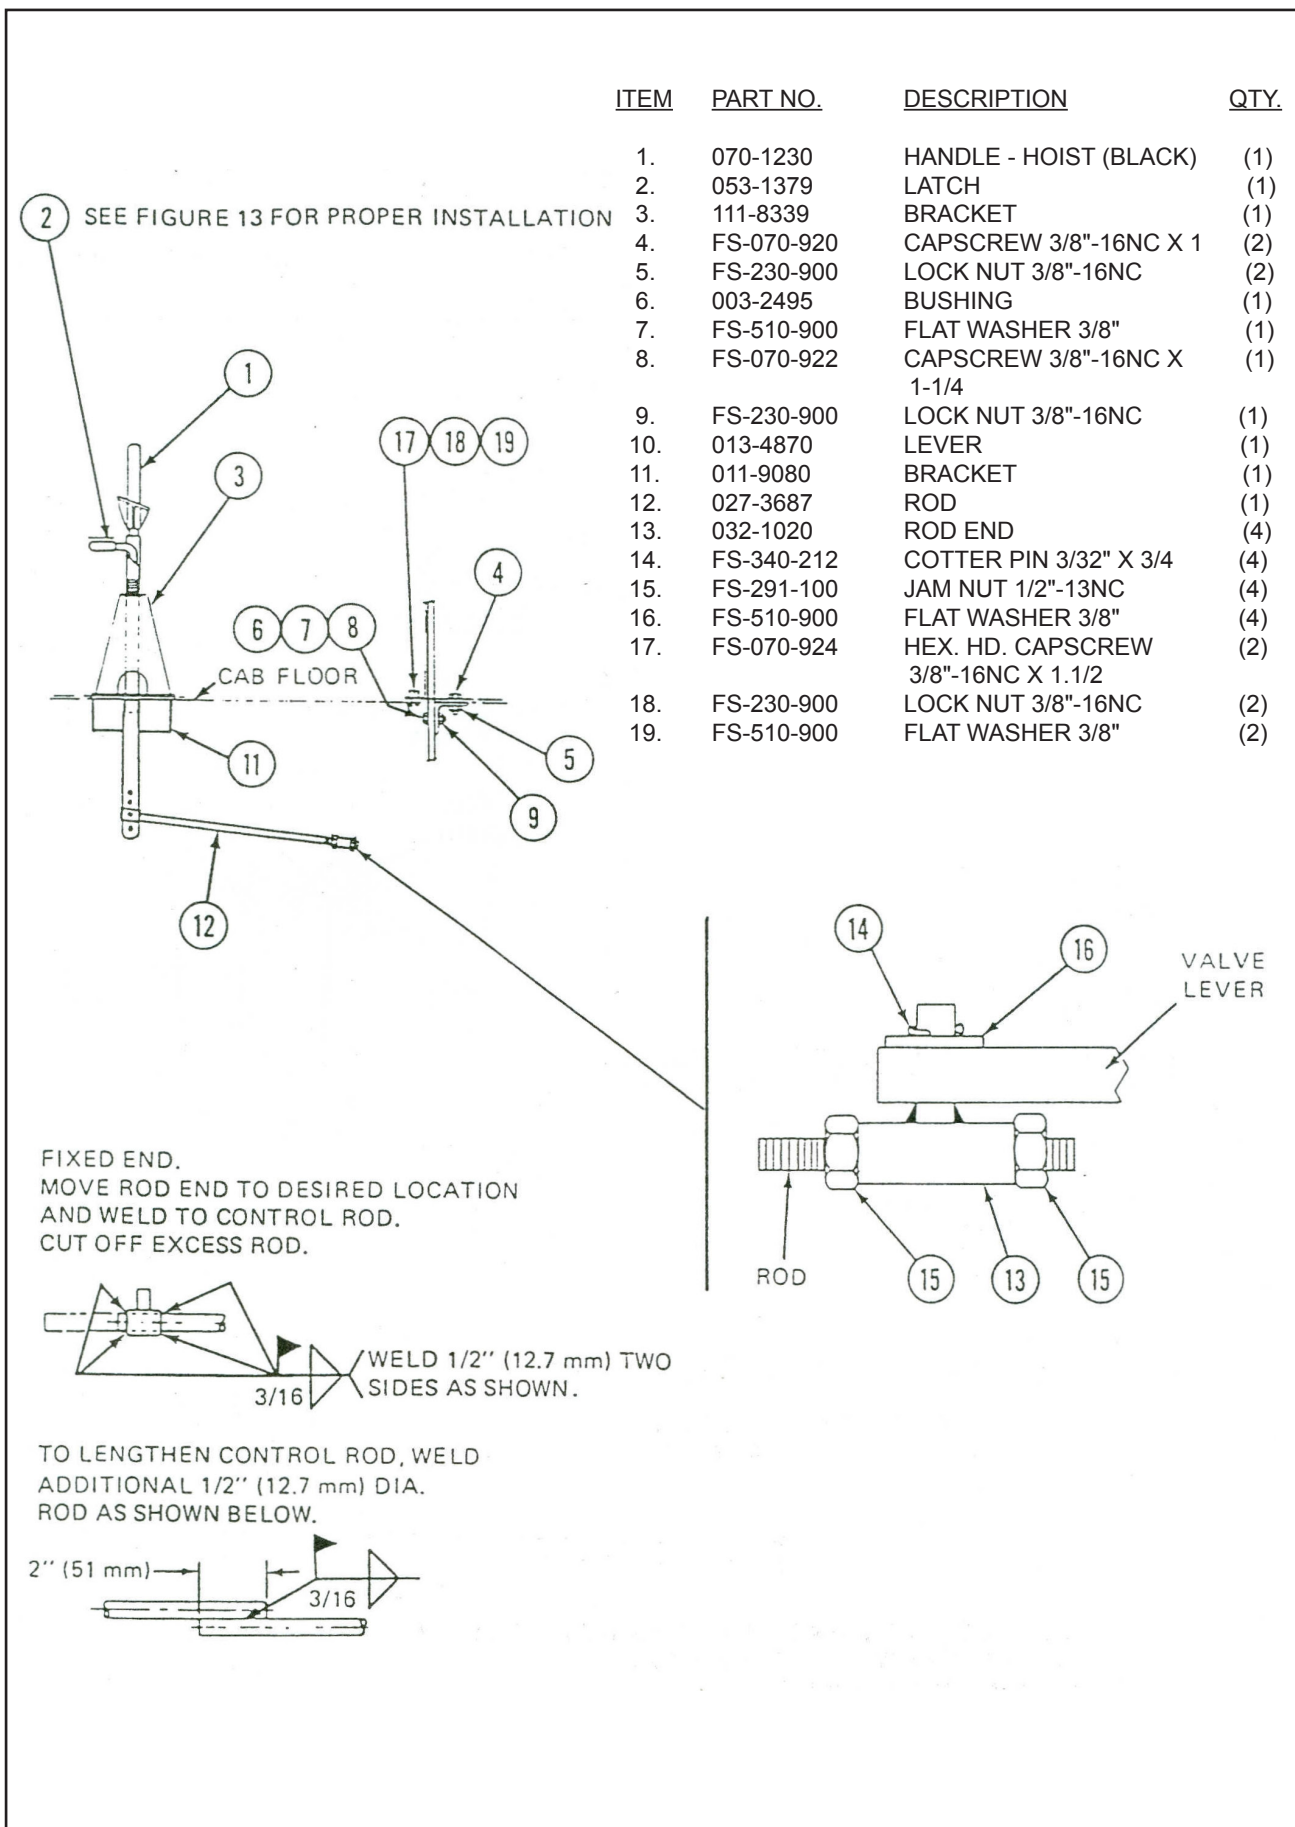 ITEM PART NO. DESCRIPTION QTY.
1. 070-1230 HANDLE - HOIST (BLACK) (1)
2. 053-1379 LATCH (1)
3. 111-8339 BRACKET (1)
4. FS-070-920 CAPSCREW 3/8"-16NC X 1 (2)
5. FS-230-900 LOCK NUT 3/8"-16NC (2)
6. 003-2495 BUSHING (1)
7. FS-510-900 FLAT WASHER 3/8" (1)
8. FS-070-922 CAPSCREW 3/8"-16NC X (1)
1-1/4
9. FS-230-900 LOCK NUT 3/8"-16NC (1)
10. 013-4870 LEVER (1)
11. 011-9080 BRACKET (1)
12. 027-3687 ROD (1)
13. 032-1020 ROD END (4)
14. FS-340-212 COTTER PIN 3/32" X 3/4 (4)
15. FS-291-100 JAM NUT 1/2"-13NC (4)
16. FS-510-900 FLAT WASHER 3/8" (4)
17. FS-070-924 HEX. HD. CAPSCREW (2)
3/8"-16NC X 1.1/2
18. FS-230-900 LOCK NUT 3/8"-16NC (2)
19. FS-510-900 FLAT WASHER 3/8" (2)
2 SEE FIGURE 13 FOR PROPER INSTALLATION
1
17 18 19
3
4
6 7 8
CAB FLOOR
11
5
9
12
14
16
VALVE
LEVER
ROD
15
13
15
FIXED END.
MOVE ROD END TO DESIRED LOCATION
AND WELD TO CONTROL ROD.
CUT OFF EXCESS ROD.
3/16
WELD 1/2'' (12.7 mm) TWO
SIDES AS SHOWN.
TO LENGTHEN CONTROL ROD, WELD
ADDITIONAL 1/2'' (12.7 mm) DIA.
ROD AS SHOWN BELOW.
2'' (51 mm)
3/16